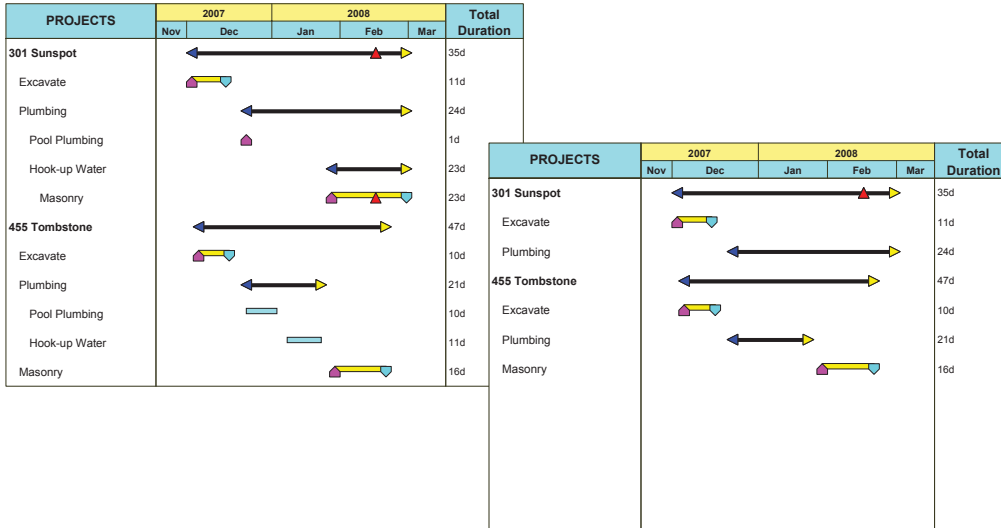 PROJECTS 2007 2008 Total Duration
Nov Dec Jan Feb Mar
301 Sunspot 35d
Excavate 11d
Plumbing 24d
Pool Plumbing 1d
Hook-up Water 23d
Masonry 23d
455 Tombstone 47d
Excavate 10d
Plumbing 21d
Pool Plumbing 10d
Hook-up Water 11d
Masonry 16d
PROJECTS 2007 2008 Total Duration
Nov Dec Jan Feb Mar
301 Sunspot 35d
Excavate 11d
Plumbing 24d
455 Tombstone 47d
Excavate 10d
Plumbing 21d
Masonry 16d